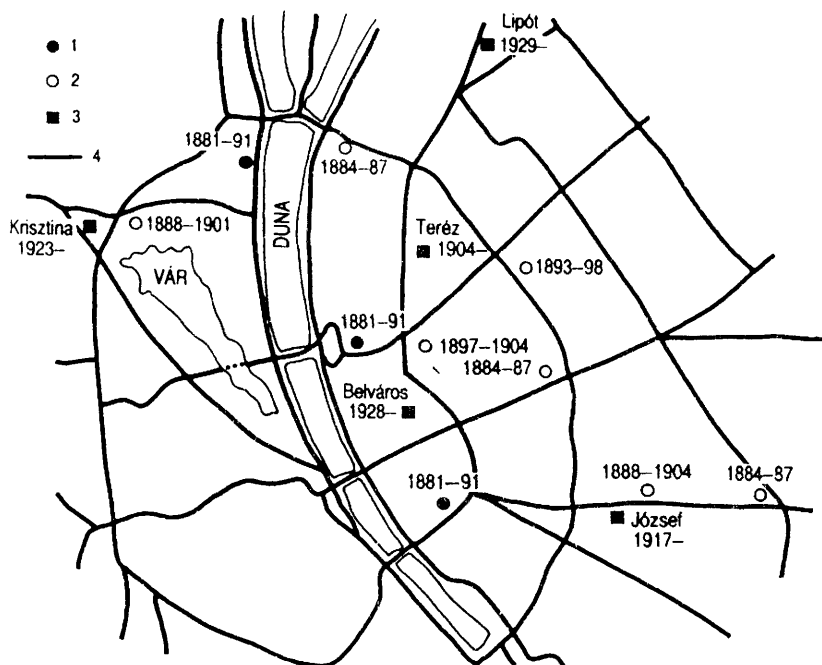 1
2
3
4
Lipót
1929–
1881–91
1884–87
Krisztina
1923–
1888–1901
VÁR
DUNA
Teréz
1904–
1893–98
1881–91
1897–1904
1884–87
Belváros
1928–
1881–91
1888–1904
1884–87
József
1917–